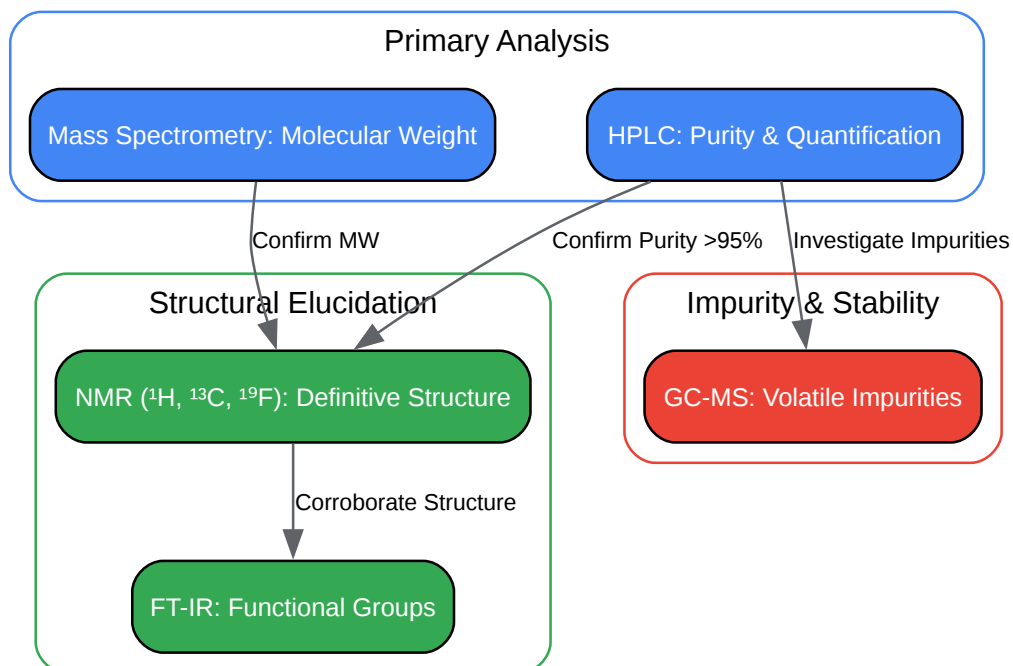 Primary Analysis
Mass Spectrometry: Molecular Weight
HPLC: Purity & Quantification
Confirm MW
Confirm Purity >95%
Investigate Impurities
Structural Elucidation
Impurity & Stability
NMR (¹H, ¹³C, ¹⁹F): Definitive Structure
GC-MS: Volatile Impurities
Corroborate Structure
FT-IR: Functional Groups